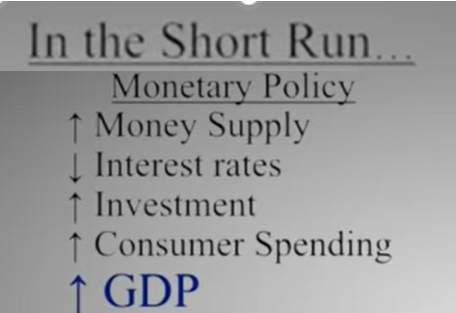 In the Short Run...
Monetary Policy
↑ Money Supply
↓ Interest rates
↑ Investment
↑ Consumer Spending
↑ GDP